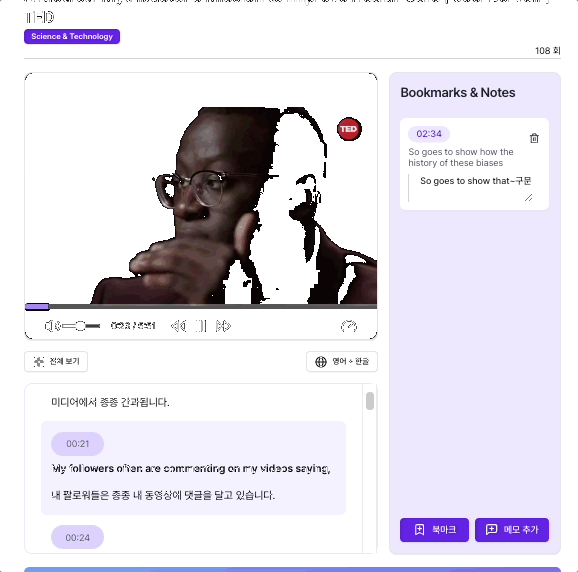 TED
Science & Technology
108 회
TED
전체 보기
영어 + 한글
미디어에서 종종 간과됩니다.
00:21
My followers often are commenting on my videos saying,
내 팔로워들은 종종 내 동영상에 댓글을 달고 있습니다.
00:24
Bookmarks & Notes
02:34
So goes to show how the
history of these biases
So goes to show that~구문
북마크
메모 추가